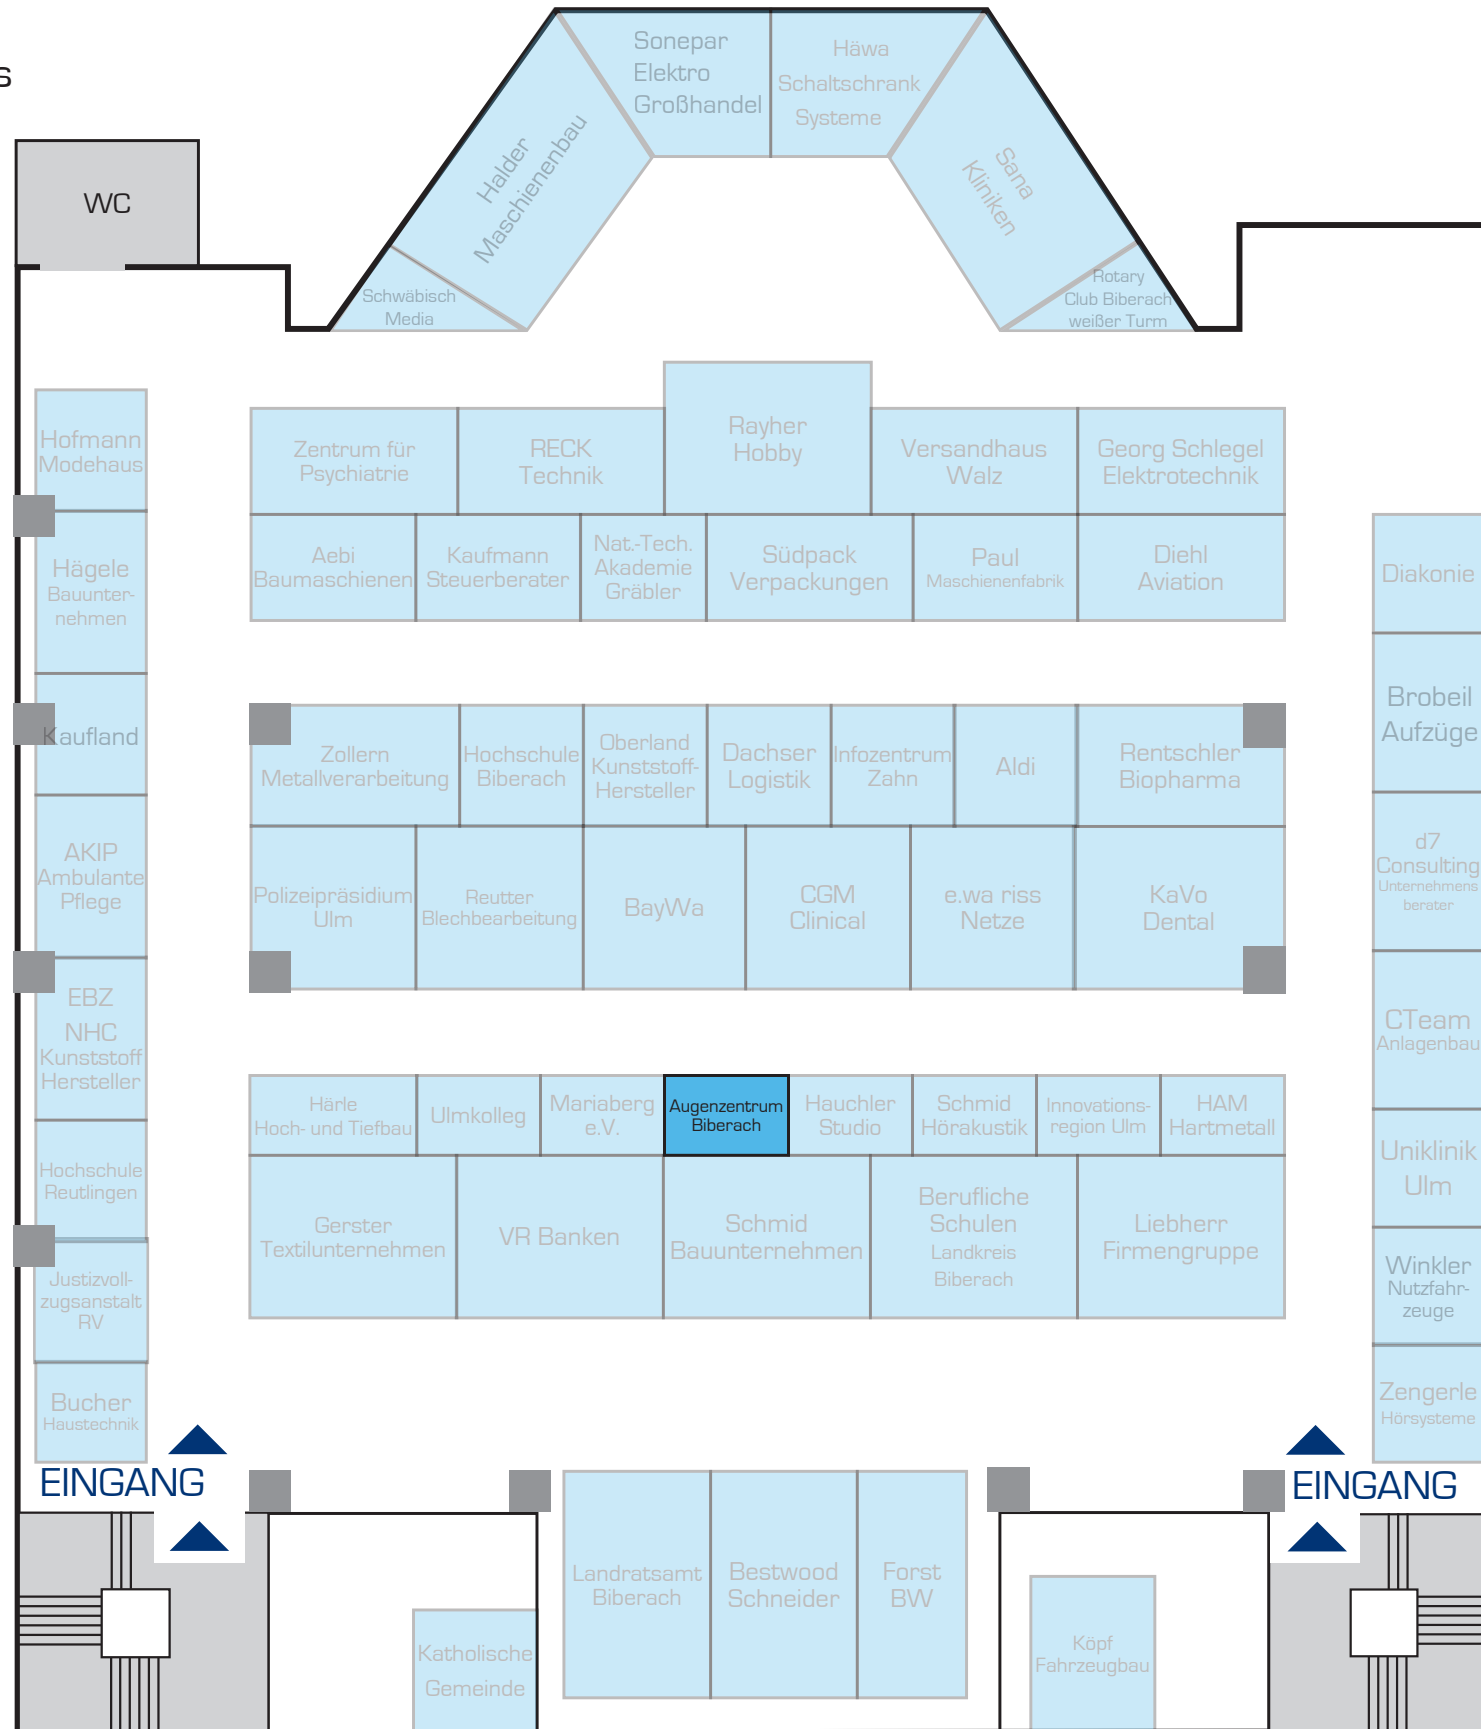 s
Sonepar
Elektro
Großhandel
Häwa
Schaltschrank
Systeme
Halder
Maschienenbau
Sana
Kliniken
WC
Schwäbisch
Media
Rotary
Club Biberach
weißer Turm
Hofmann
Modehaus
Hägele
Bauunter-
nehmen
Kaufland
AKIP
Ambulante
Pflege
EBZ
NHC
Kunststoff
Hersteller
Hochschule
Reutlingen
Justizvoll-
zugsanstalt
RV
Bucher
Haustechnik
Zentrum für
Psychiatrie
RECK
Technik
Rayher
Hobby
Versandhaus
Walz
Georg Schlegel
Elektrotechnik
Aebi
Baumaschienen
Kaufmann
Steuerberater
Nat.-Tech.
Akademie
Gräbler
Südpack
Verpackungen
Paul
Maschienenfabrik
Diehl
Aviation
Zollern
Metallverarbeitung
Hochschule
Biberach
Oberland
Kunststoff-
Hersteller
Dachser
Logistik
Infozentrum
Zahn
Aldi
Rentschler
Biopharma
Polizeipräsidium
Ulm
Reutter
Blechbearbeitung
BayWa
CGM
Clinical
e.wa riss
Netze
KaVo
Dental
Härle
Hoch- und Tiefbau
Ulmkolleg
Mariaberg
e.V.
Augenzentrum
Biberach
Hauchler
Studio
Schmid
Hörakustik
Innovations-
region Ulm
HAM
Hartmetall
Gerster
Textilunternehmen
VR Banken
Schmid
Bauunternehmen
Berufliche
Schulen
Landkreis
Biberach
Liebherr
Firmengruppe
Diakonie
Brobeil
Aufzüge
d7
Consulting
Unternehmens
berater
CTeam
Anlagenbau
Uniklinik
Ulm
Winkler
Nutzfahr-
zeuge
Zengerle
Hörsysteme
EINGANG
EINGANG
Landratsamt
Biberach
Bestwood
Schneider
Forst
BW
Katholische
Gemeinde
Köpf
Fahrzeugbau